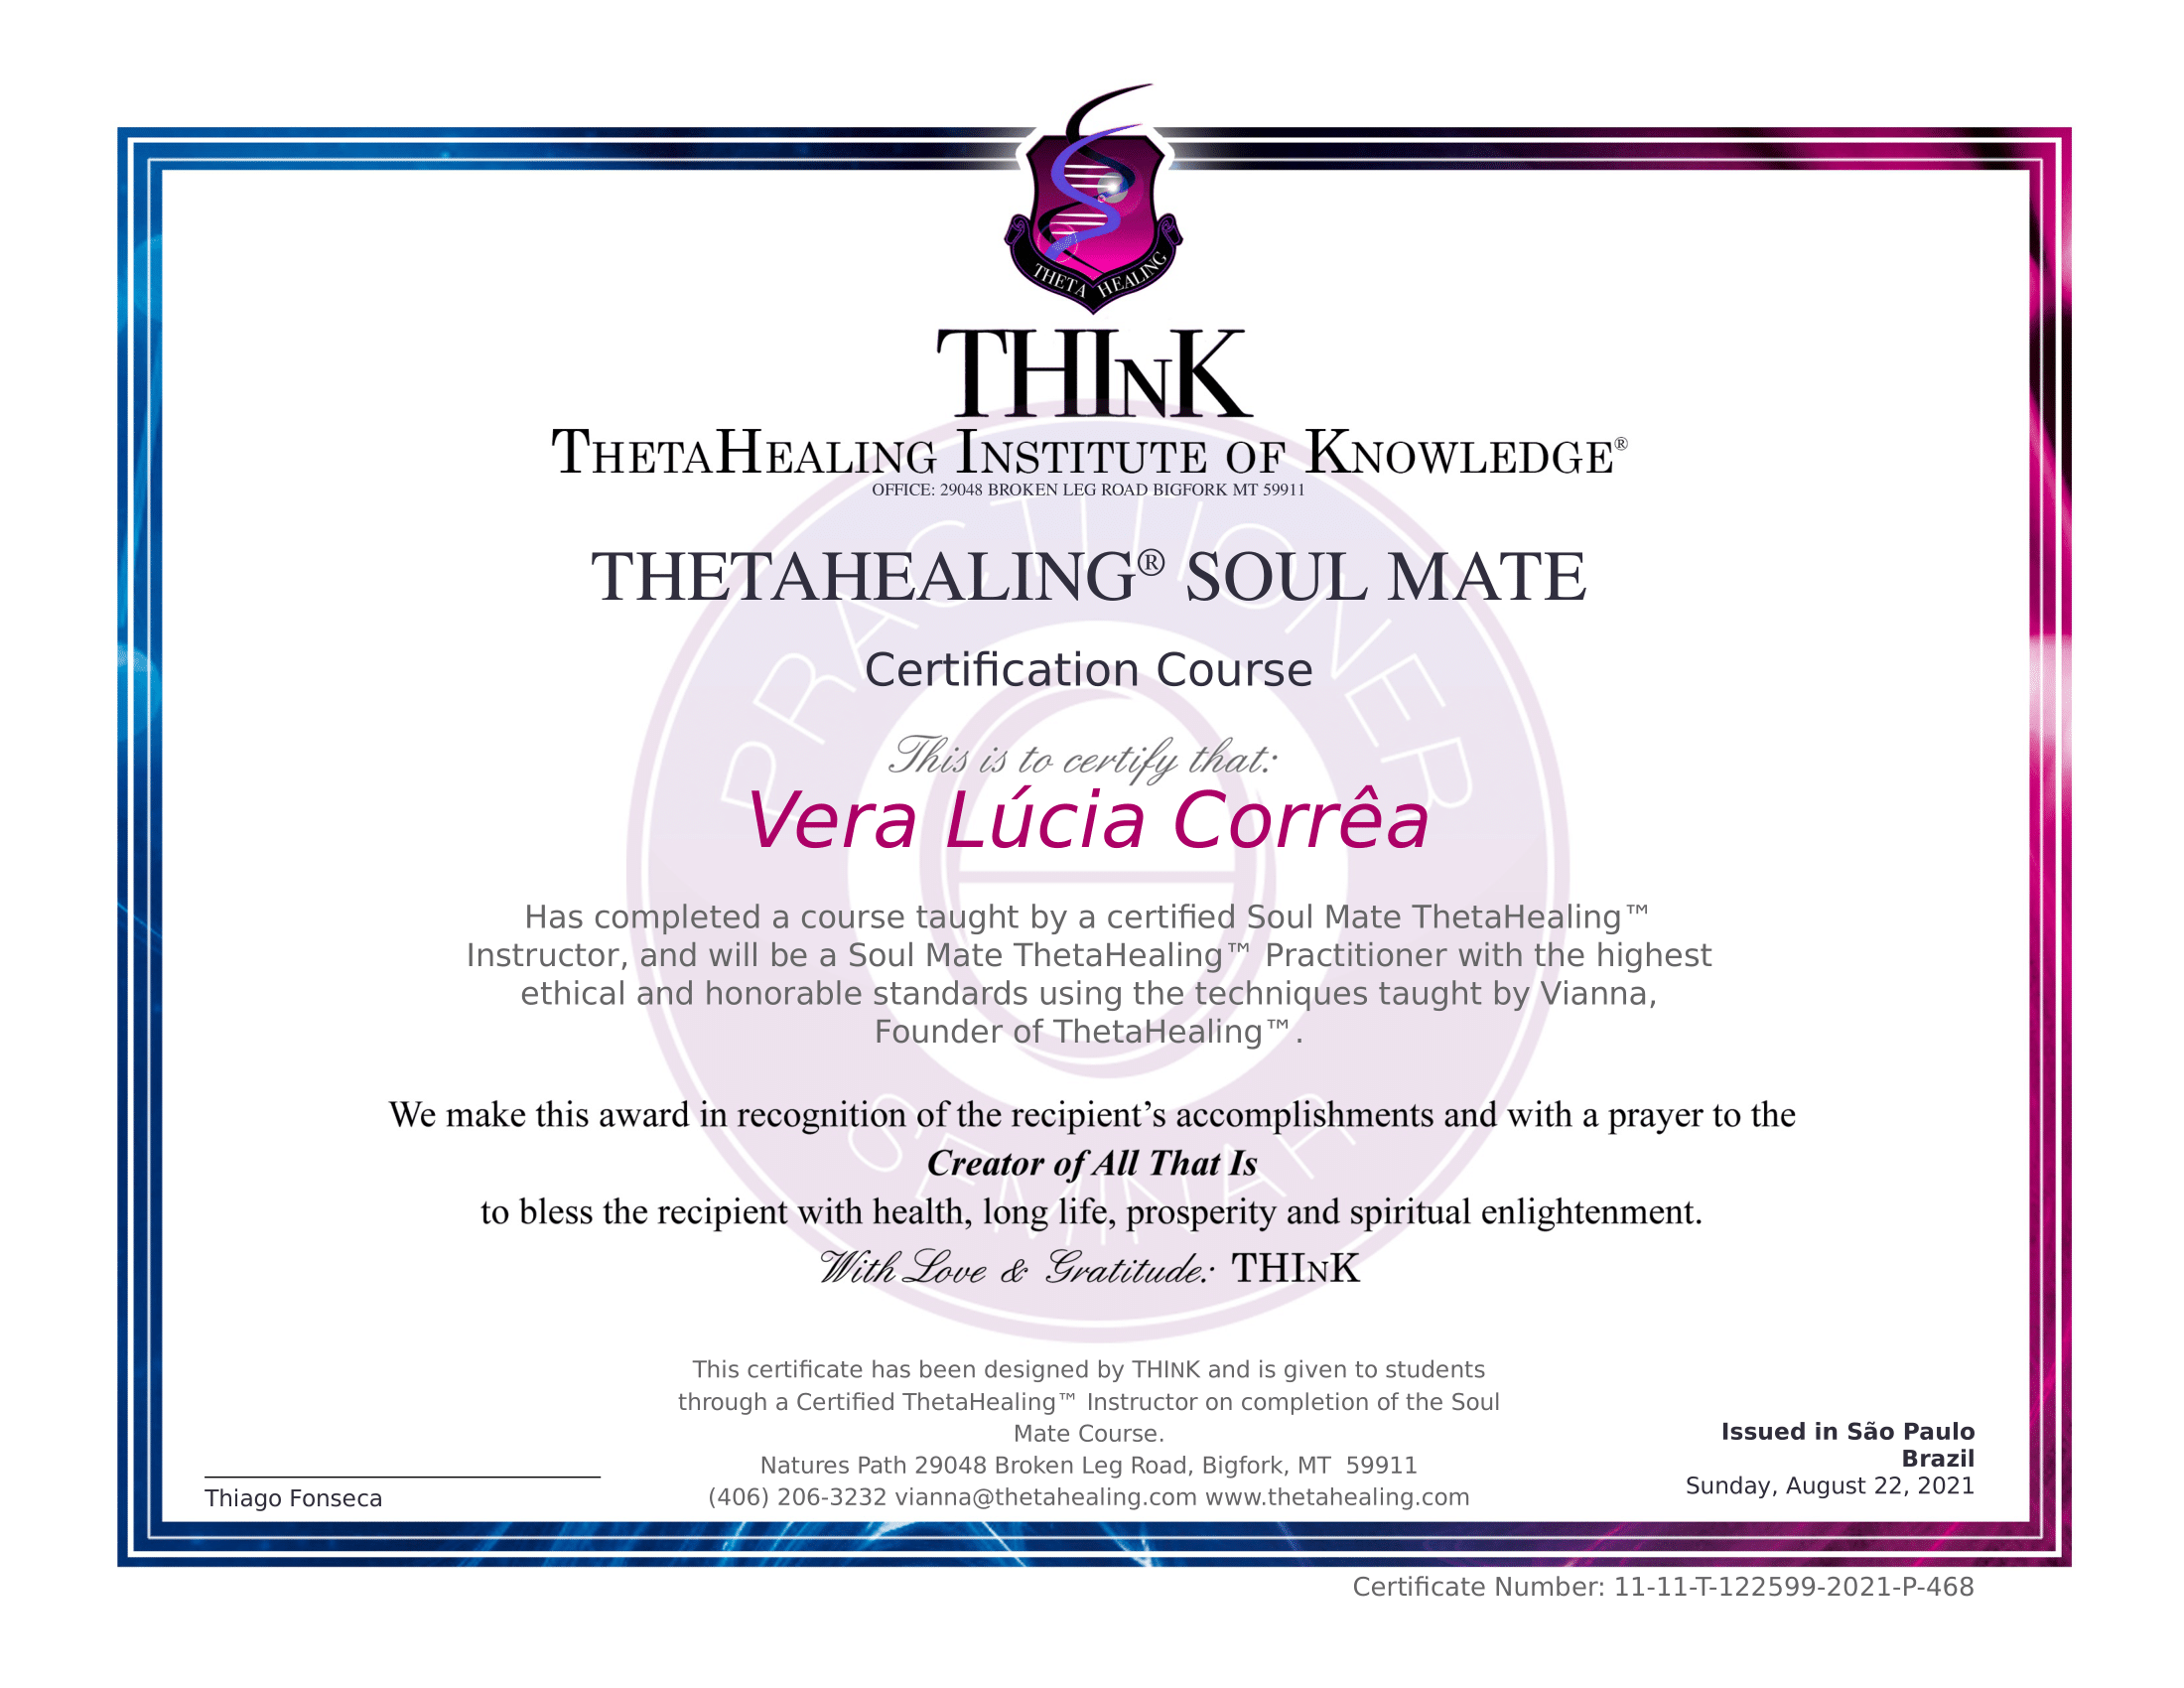 THETA HEALING
THInK
THETAHEALING INSTITUTE OF KNOWLEDGE®
OFFICE: 29048 BROKEN LEG ROAD BIGFORK MT 59911
PRACTITIONER
THETAHEALING® SOUL MATE
Certification Course
This is to certify that:
Vera Lúcia Corrêa
Has completed a course taught by a certified Soul Mate ThetaHealing™
Instructor, and will be a Soul Mate ThetaHealing™ Practitioner with the highest
ethical and honorable standards using the techniques taught by Vianna,
Founder of ThetaHealing™.
We make this award in recognition of the recipient’s accomplishments and with a prayer to the
Creator of All That Is
to bless the recipient with health, long life, prosperity and spiritual enlightenment.
SEMINAR
With Love & Gratitude: THINK
This certificate has been designed by THINK and is given to students
through a Certified ThetaHealing™ Instructor on completion of the Soul
Mate Course.
Natures Path 29048 Broken Leg Road, Bigfork, MT 59911
(406) 206-3232 vianna@thetahealing.com www.thetahealing.com
Thiago Fonseca
Issued in São Paulo
Brazil
Sunday, August 22, 2021
Certificate Number: 11-11-T-122599-2021-P-468